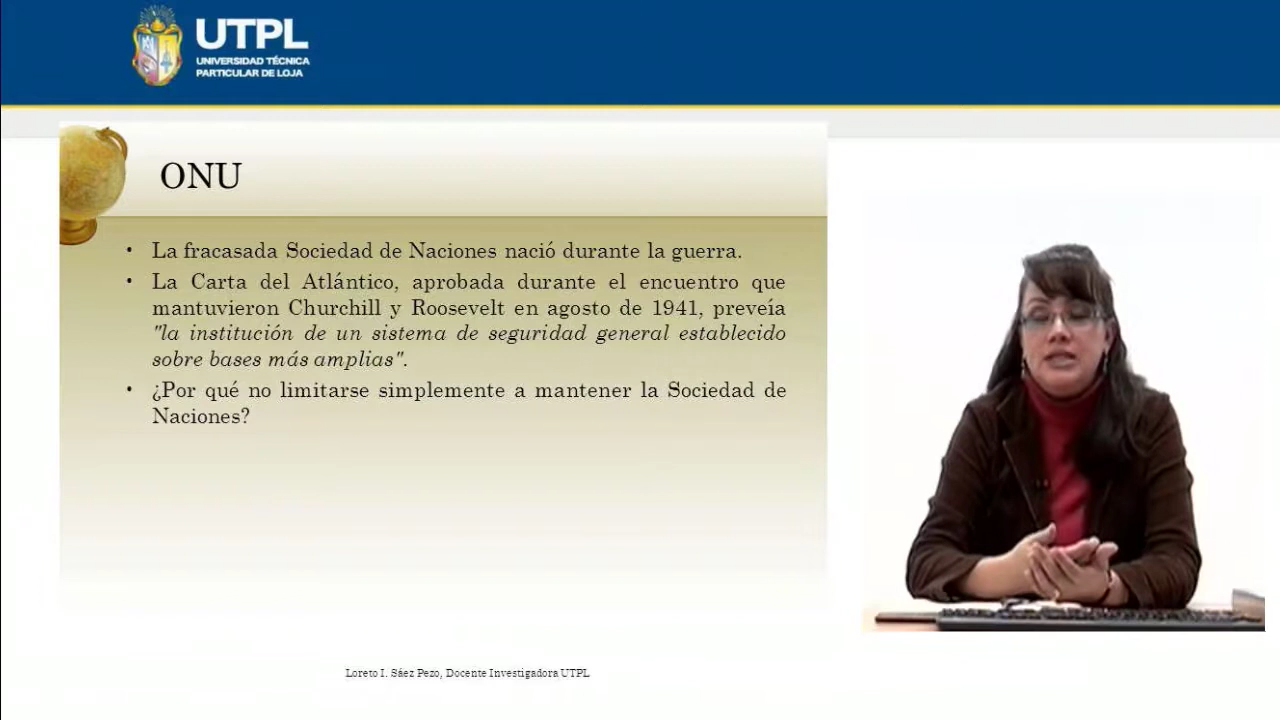 UTPL
UNIVERSIDAD TÉCNICA
PARTICULAR DE LOJA
ONU
• La fracasada Sociedad de Naciones nació durante la guerra.
• La Carta del Atlántico, aprobada durante el encuentro que
mantuvieron Churchill y Roosevelt en agosto de 1941, preveía
"la institución de un sistema de seguridad general establecido
sobre bases más amplias".
• ¿Por qué no limitarse simplemente a mantener la Sociedad de
Naciones?
Loreto I. Sáez Pezo, Docente Investigadora UTPL